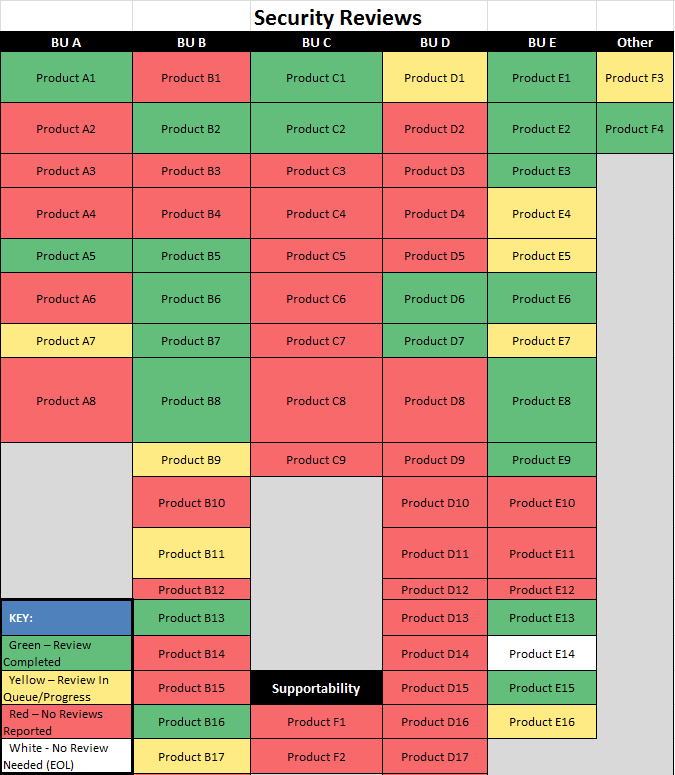 Security Reviews
BU A BU B BU C BU D BU E Other
Product A1 Product B1 Product C1 Product D1 Product E1 Product F3
Product A2 Product B2 Product C2 Product D2 Product E2 Product F4
Product A3 Product B3 Product C3 Product D3 Product E3
Product A4 Product B4 Product C4 Product D4 Product E4
Product A5 Product B5 Product C5 Product D5 Product E5
Product A6 Product B6 Product C6 Product D6 Product E6
Product A7 Product B7 Product C7 Product D7 Product E7
Product A8 Product B8 Product C8 Product D8 Product E8
Product B9 Product C9 Product D9 Product E9
Product B10 Product D10 Product E10
Product B11 Product D11 Product E11
Product B12 Product D12 Product E12
KEY: Product B13 Product D13 Product E13
Green – Review
Completed
Product B14 Product D14 Product E14
Yellow – Review In
Queue/Progress
Product B15 Supportability Product D15 Product E15
Red – No Reviews
Reported
Product B16 Product F1 Product D16 Product E16
White - No Review
Needed (EOL)
Product B17 Product F2 Product D17